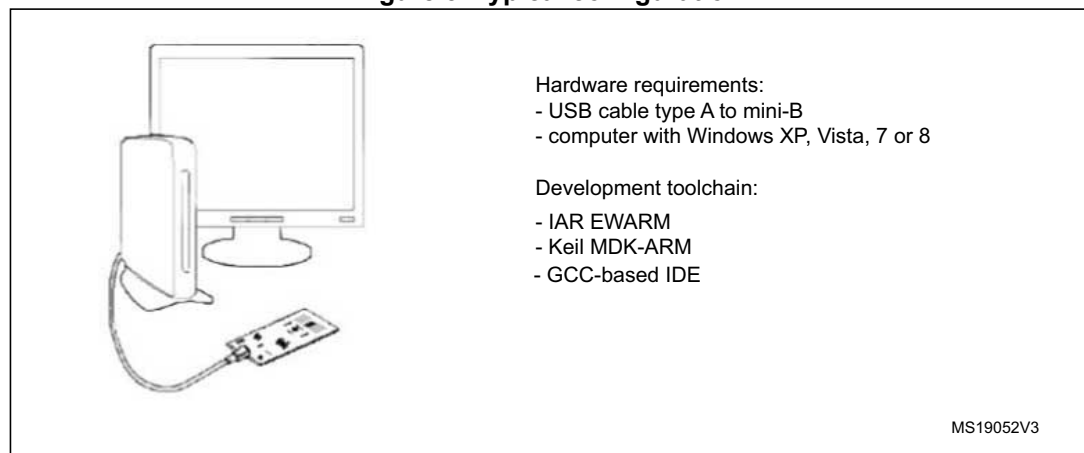 Hardware requirements:
- USB cable type A to mini-B
- computer with Windows XP, Vista, 7 or 8
Development toolchain:
- IAR EWARM
- Keil MDK-ARM
- GCC-based IDE
MS19052V3